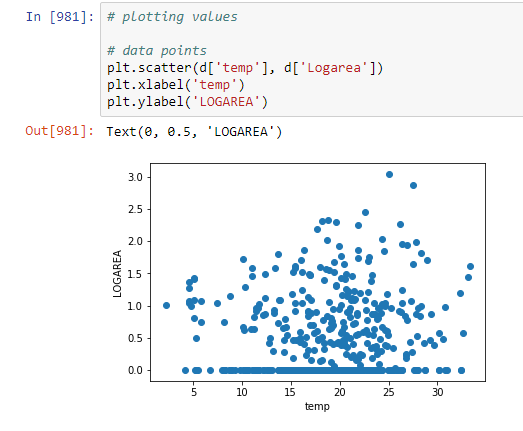 In [981]: # plotting values
# data points
plt.scatter(d['temp'], d['Logarea'])
plt.xlabel('temp')
plt.ylabel('LOGAREA')
Out[981]: Text(0, 0.5, 'LOGAREA')
3.0
2.5
2.0
1.5
1.0
0.5
0.0
LOGAREA
5 10 15 20 25 30
temp